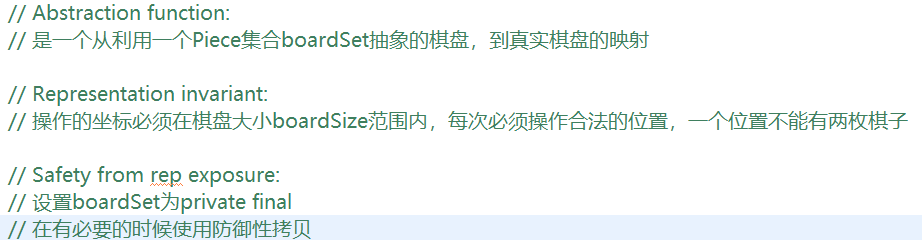 // Abstraction function:
// 是一个从利用一个Piece集合boardSet抽象的棋盘，到真实棋盘的映射
// Representation invariant:
// 操作的坐标必须在棋盘大小boardSize范围内，每次必须操作合法的位置，一个位置不能有两枚棋子
// Safety from rep exposure:
// 设置boardSet为private final
// 在有必要的时候使用防御性拷贝